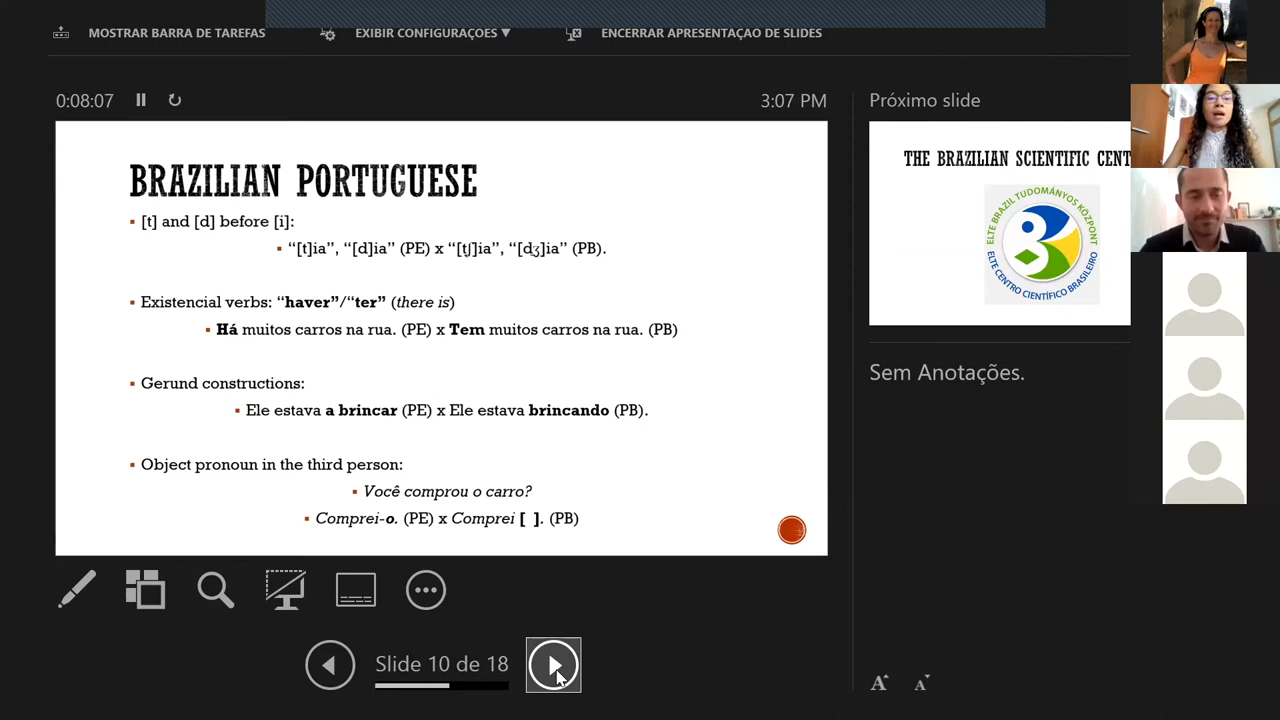 MOSTRAR BARRA DE TAREFAS
EXIBIR CONFIGURAÇÕES ▼
ENCERRAR APRESENTAÇÃO DE SLIDES
0:08:07
3:07 PM
BRAZILIAN PORTUGUESE
▪ [t] and [d] before [i]:
▪ “[t]ia”, “[d]ia” (PE) x “[tʃ]ia”, “[dʒ]ia” (PB).
▪ Existencial verbs: “haver”/“ter” (there is)
▪ Há muitos carros na rua. (PE) x Tem muitos carros na rua. (PB)
▪ Gerund constructions:
▪ Ele estava a brincar (PE) x Ele estava brincando (PB).
▪ Object pronoun in the third person:
▪ Você comprou o carro?
▪ Comprei-o. (PE) x Comprei [ ]. (PB)
Slide 10 de 18
Próximo slide
THE BRAZILIAN SCIENTIFIC CENT
ELTE BRAZIL TUDOMÁNYOS KÖZPONT
ELTE CENTRO CIENTÍFICO BRASILEIRO
Sem Anotações.
A A